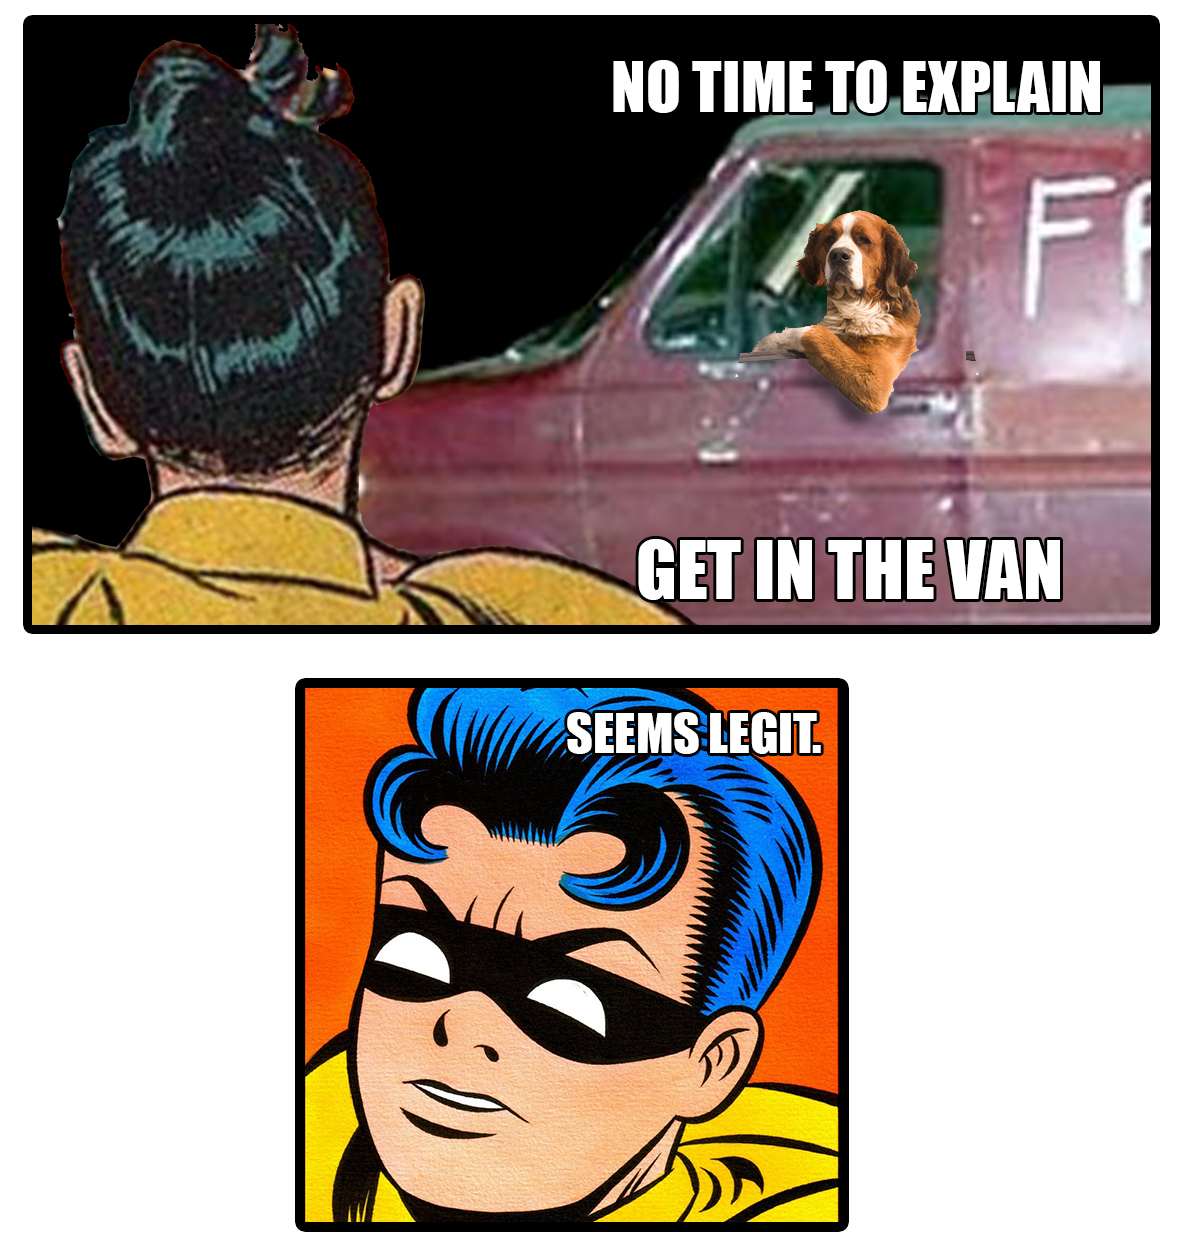 NO TIME TO EXPLAIN
F
GET IN THE VAN
SEEMS LEGIT.